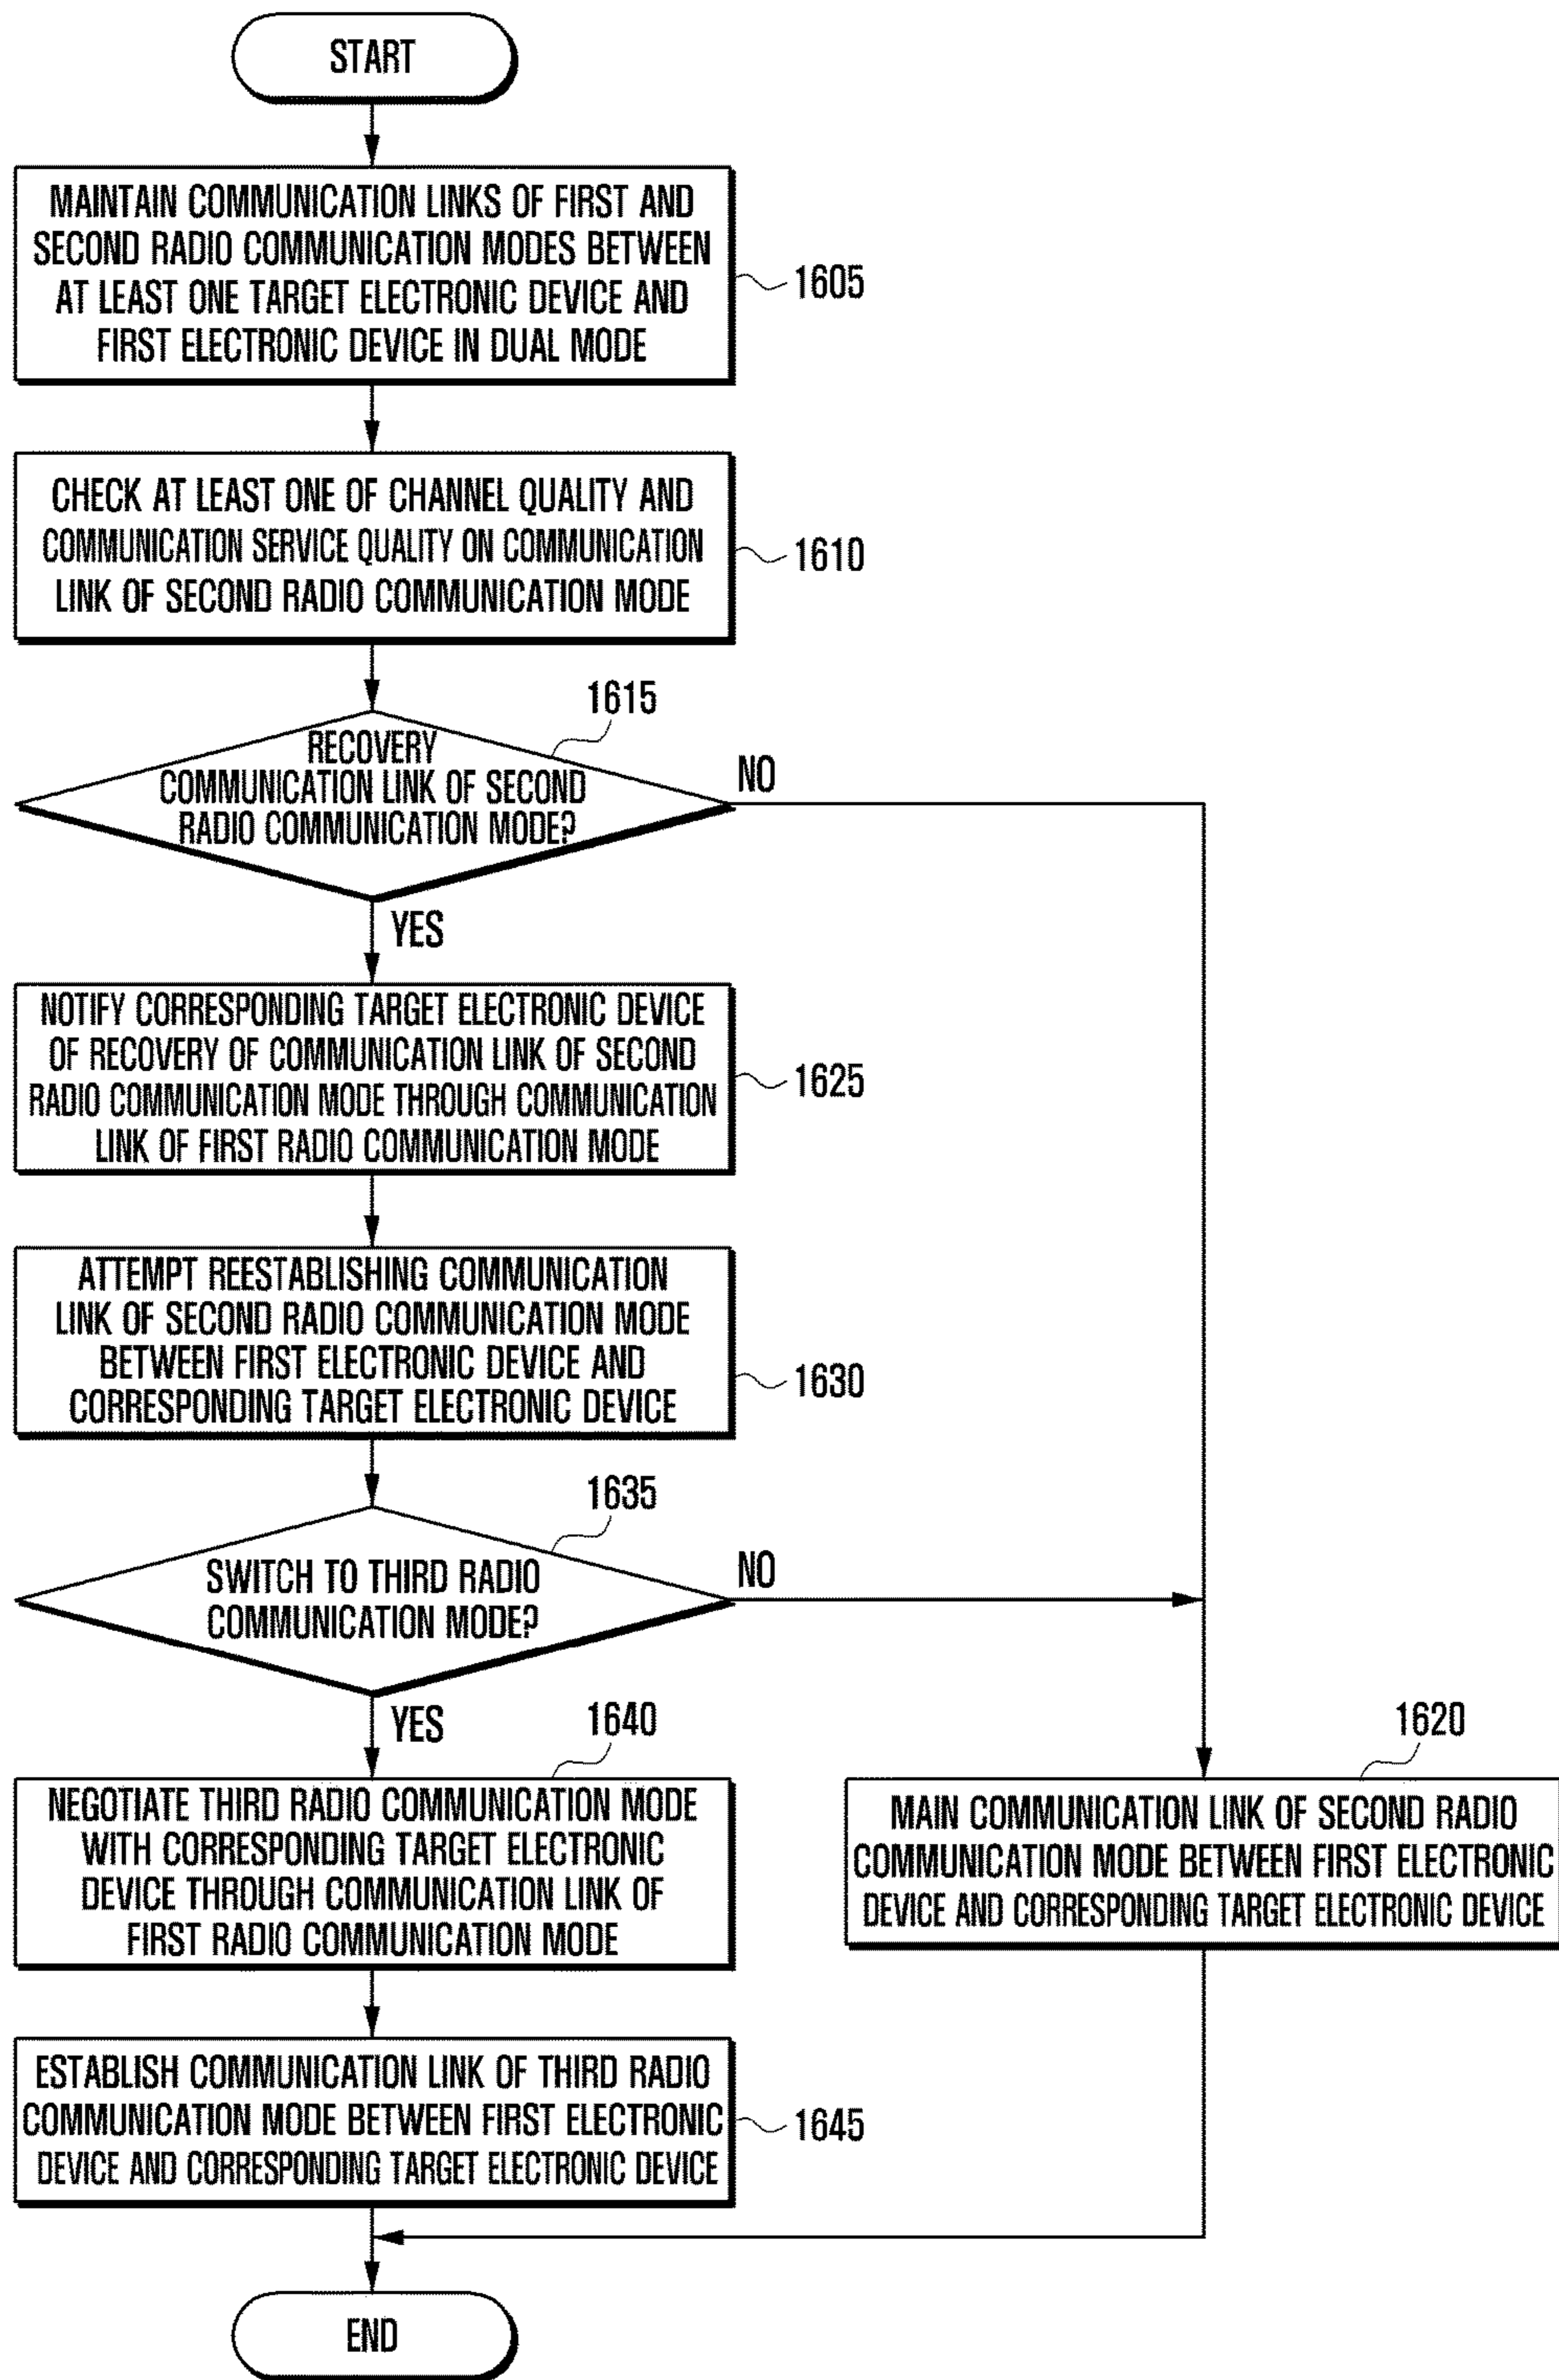 START
MAINTAIN COMMUNICATION LINKS OF FIRST AND
SECOND RADIO COMMUNICATION MODES BETWEEN
AT LEAST ONE TARGET ELECTRONIC DEVICE AND
FIRST ELECTRONIC DEVICE IN DUAL MODE
1605
CHECK AT LEAST ONE OF CHANNEL QUALITY AND
COMMUNICATION SERVICE QUALITY ON COMMUNICATION
LINK OF SECOND RADIO COMMUNICATION MODE
1610
1615
RECOVERY
COMMUNICATION LINK OF SECOND
RADIO COMMUNICATION MODE?
NO
YES
NOTIFY CORRESPONDING TARGET ELECTRONIC DEVICE
OF RECOVERY OF COMMUNICATION LINK OF SECOND
RADIO COMMUNICATION MODE THROUGH COMMUNICATION
LINK OF FIRST RADIO COMMUNICATION MODE
1625
ATTEMPT REESTABLISHING COMMUNICATION
LINK OF SECOND RADIO COMMUNICATION MODE
BETWEEN FIRST ELECTRONIC DEVICE AND
CORRESPONDING TARGET ELECTRONIC DEVICE
1630
1635
SWITCH TO THIRD RADIO
COMMUNICATION MODE?
NO
YES
1640
NEGOTIATE THIRD RADIO COMMUNICATION MODE
WITH CORRESPONDING TARGET ELECTRONIC
DEVICE THROUGH COMMUNICATION LINK OF
FIRST RADIO COMMUNICATION MODE
1620
MAIN COMMUNICATION LINK OF SECOND RADIO
COMMUNICATION MODE BETWEEN FIRST ELECTRONIC
DEVICE AND CORRESPONDING TARGET ELECTRONIC DEVICE
ESTABLISH COMMUNICATION LINK OF THIRD RADIO
COMMUNICATION MODE BETWEEN FIRST ELECTRONIC
DEVICE AND CORRESPONDING TARGET ELECTRONIC DEVICE
1645
END